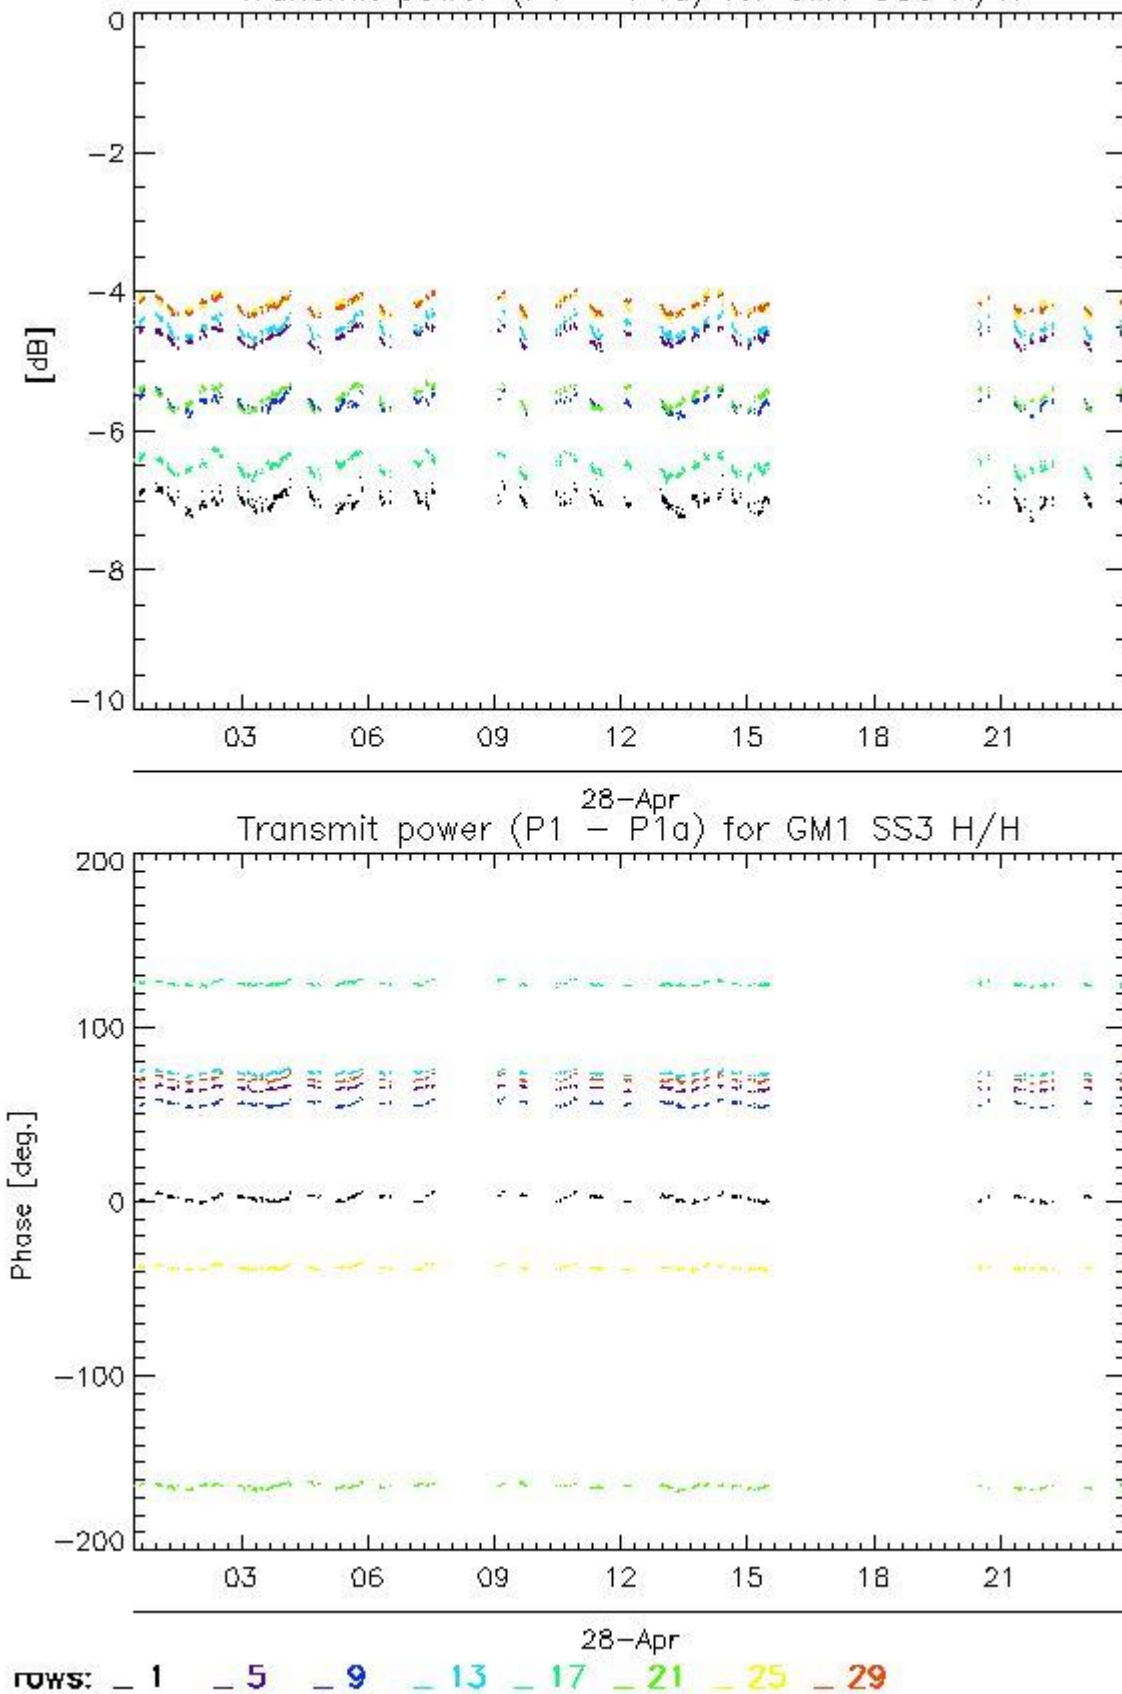 0
-2
-4
[dB]
-6
-8
-10
03 06 09 12 15 18 21
28-Apr
Transmit power (P1 - P1a) for GM1 SS3 H/H
200
100
Phase [deg.]
0
-100
-200
03 06 09 12 15 18 21
28-Apr
rows: _ 1 _ 5 _ 9 _ 13 _ 17 _ 21 _ 25 _ 29